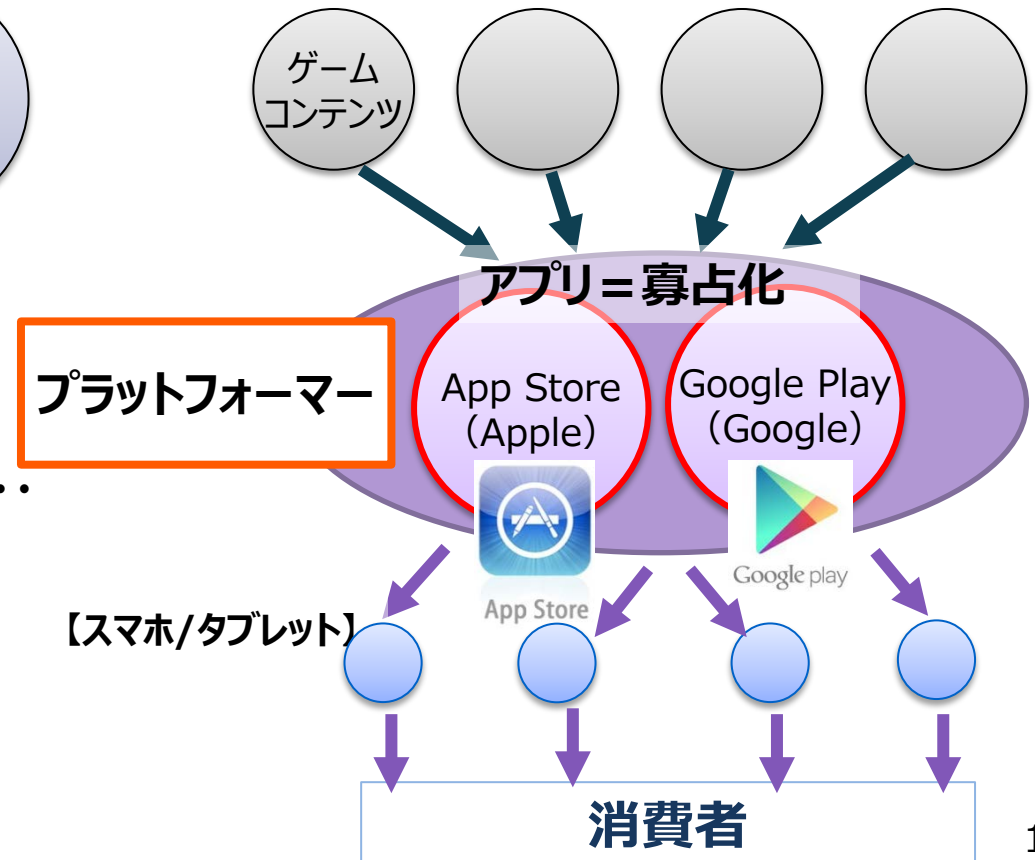 ゲーム
コンテンツ
アプリ＝寡占化
プラットフォーマー
App Store
（Apple）
Google Play
（Google）
App Store
Google play
【スマホ/タブレット】
消費者